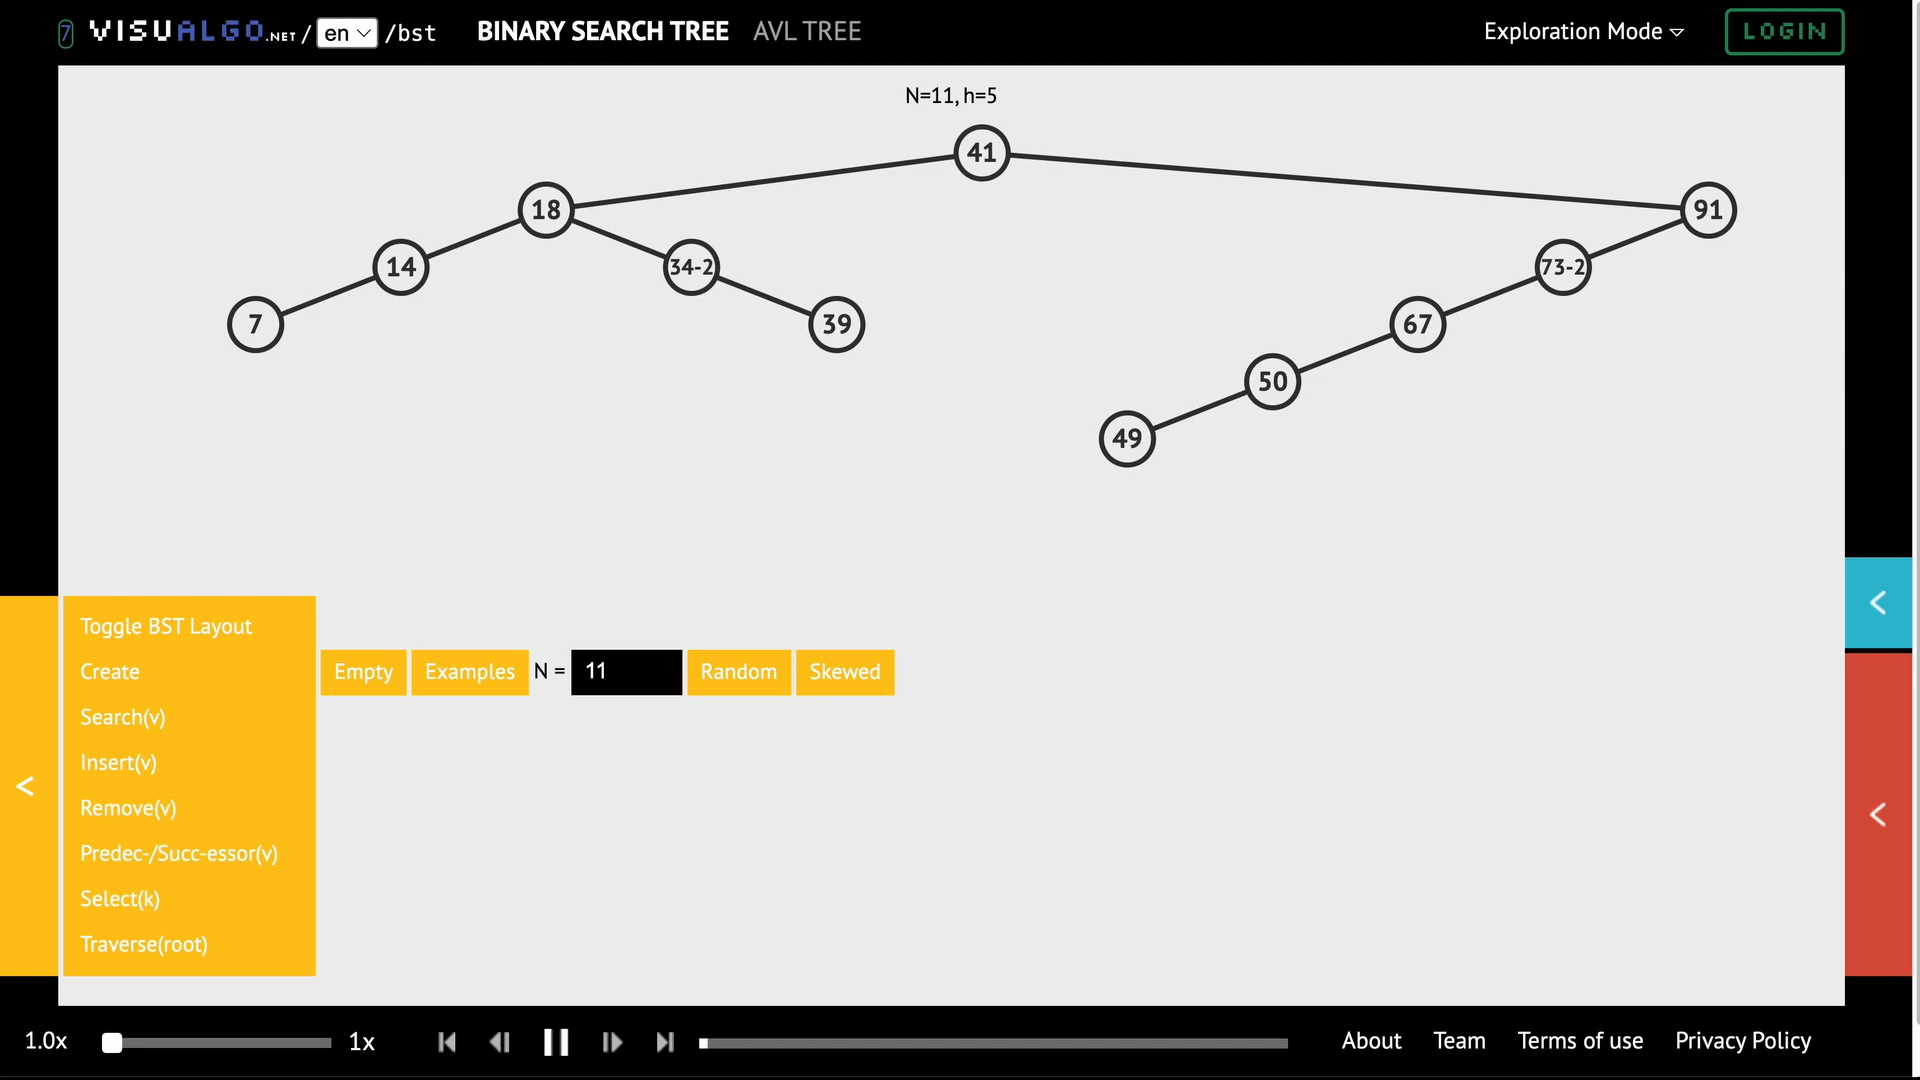 7 VISUALGO.NET / en /bst BINARY SEARCH TREE AVL TREE Exploration Mode LOGIN
N=11, h=5
41
18 91
14 34-2 73-2
7 39 67
50
49
Toggle BST Layout
Create Empty Examples N = 11 Random Skewed
Search(v)
Insert(v)
Remove(v)
Predec-/Succ-essor(v)
Select(k)
Traverse(root)
1.0x 1x About Team Terms of use Privacy Policy